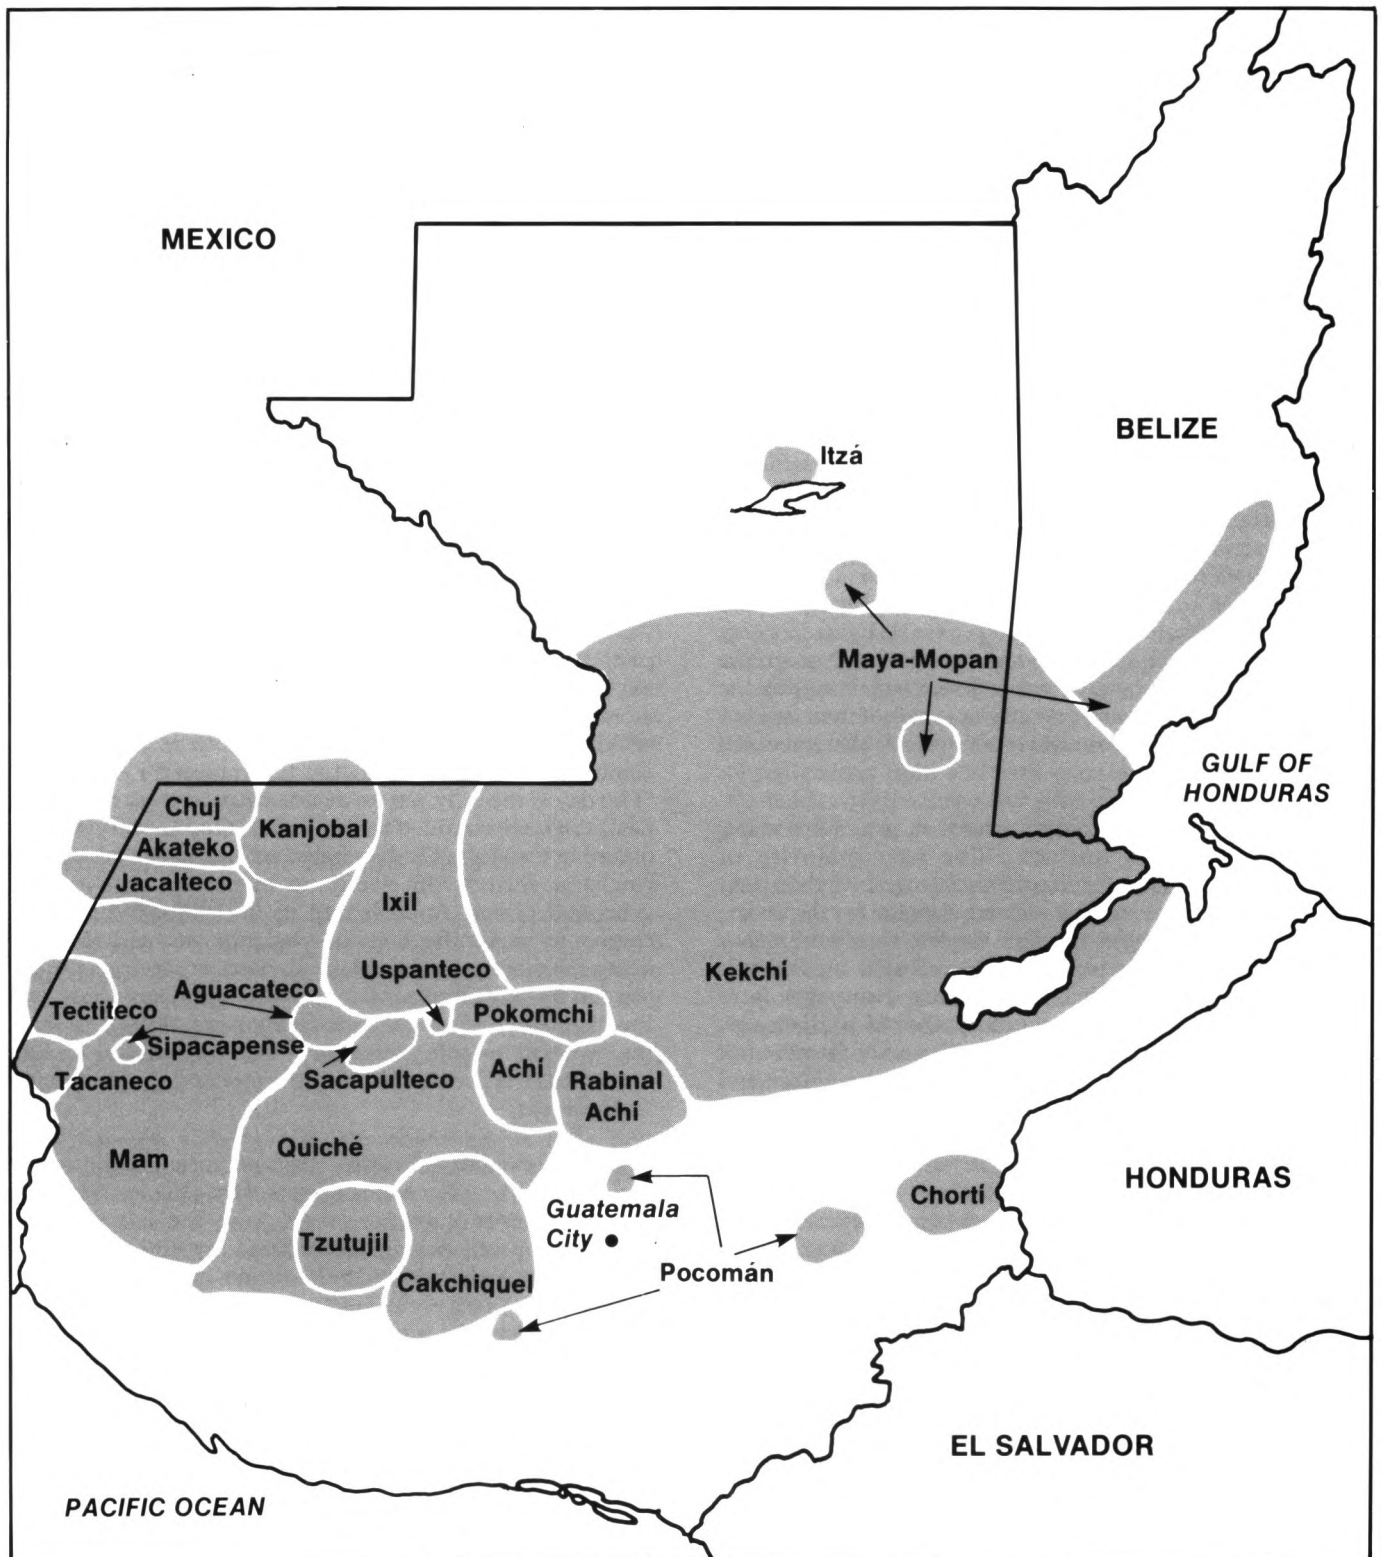 MEXICO
BELIZE
Itzá
Maya-Mopan
GULF OF
HONDURAS
Chuj
Kanjobal
Akateko
Jacalteco
Ixil
Uspanteco
Kekchí
Aguacateco
Tectiteco
Pokomchi
Sipacapense
Achí
Tacaneco
Sacapulteco
Rabinal
Achí
Quiché
Mam
HONDURAS
Chortí
Guatemala
City
Tzutujil
Pocomán
Cakchiquel
EL SALVADOR
PACIFIC OCEAN